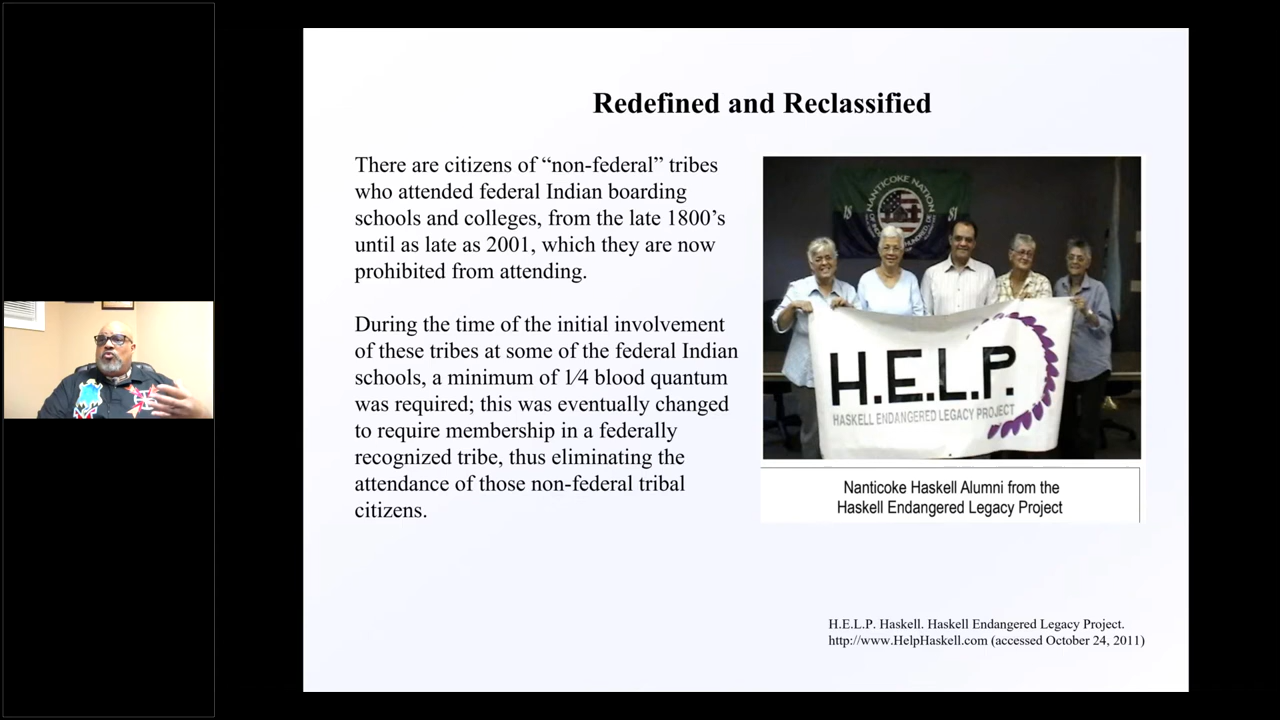 Redefined and Reclassified
There are citizens of “non-federal” tribes
who attended federal Indian boarding
schools and colleges, from the late 1800’s
until as late as 2001, which they are now
prohibited from attending.
During the time of the initial involvement
of these tribes at some of the federal Indian
schools, a minimum of 1⁄4 blood quantum
was required; this was eventually changed
to require membership in a federally
recognized tribe, thus eliminating the
attendance of those non-federal tribal
citizens.
NANTICOKE NATION
18
H.E.L.P.
HASKELL ENDANGERED LEGACY PROJECT
Nanticoke Haskell Alumni from the
Haskell Endangered Legacy Project
H.E.L.P. Haskell. Haskell Endangered Legacy Project.
http://www.HelpHaskell.com (accessed October 24, 2011)